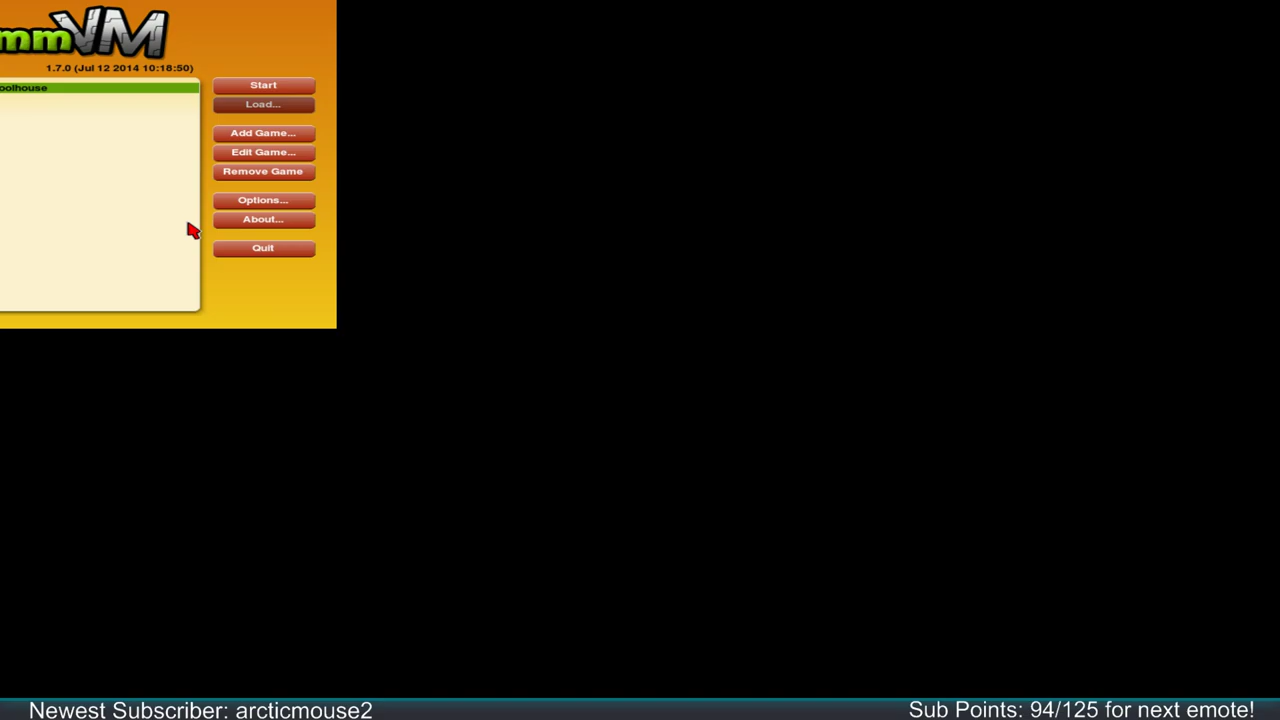 mmVM
1.7.0 (Jul 12 2014 10:18:50)
oolhouse
Start
Load...
Add Game...
Edit Game...
Remove Game
Options...
About...
Quit
Newest Subscriber: arcticmouse2
Sub Points: 94/125 for next emote!